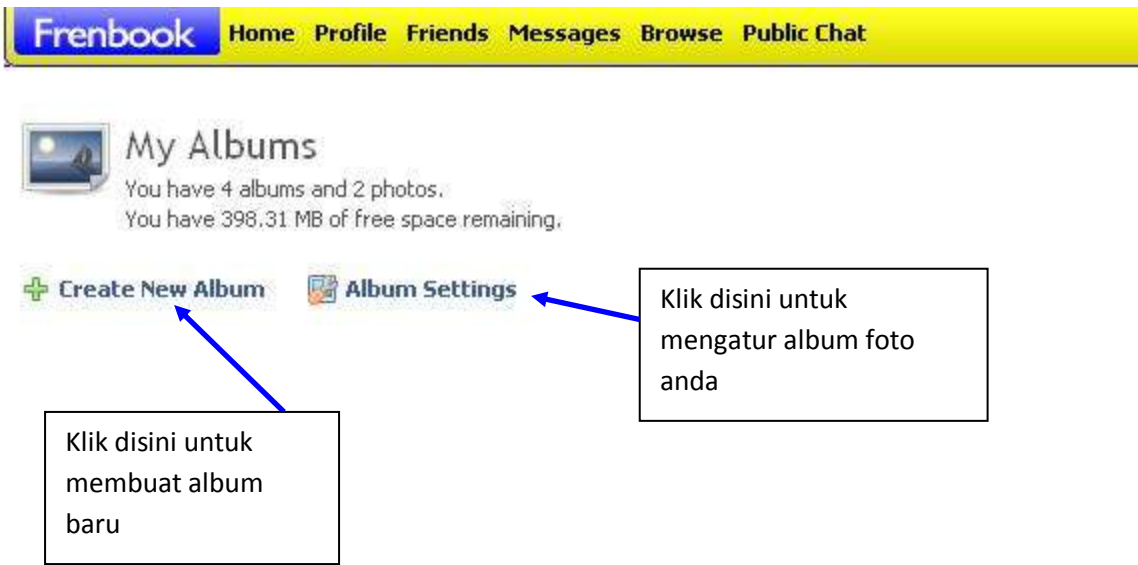 Frenbook Home Profile Friends Messages Browse Public Chat
My Albums
You have 4 albums and 2 photos.
You have 398.31 MB of free space remaining.
Create New Album Album Settings
Klik disini untuk
mengatur album foto
anda
Klik disini untuk
membuat album
baru